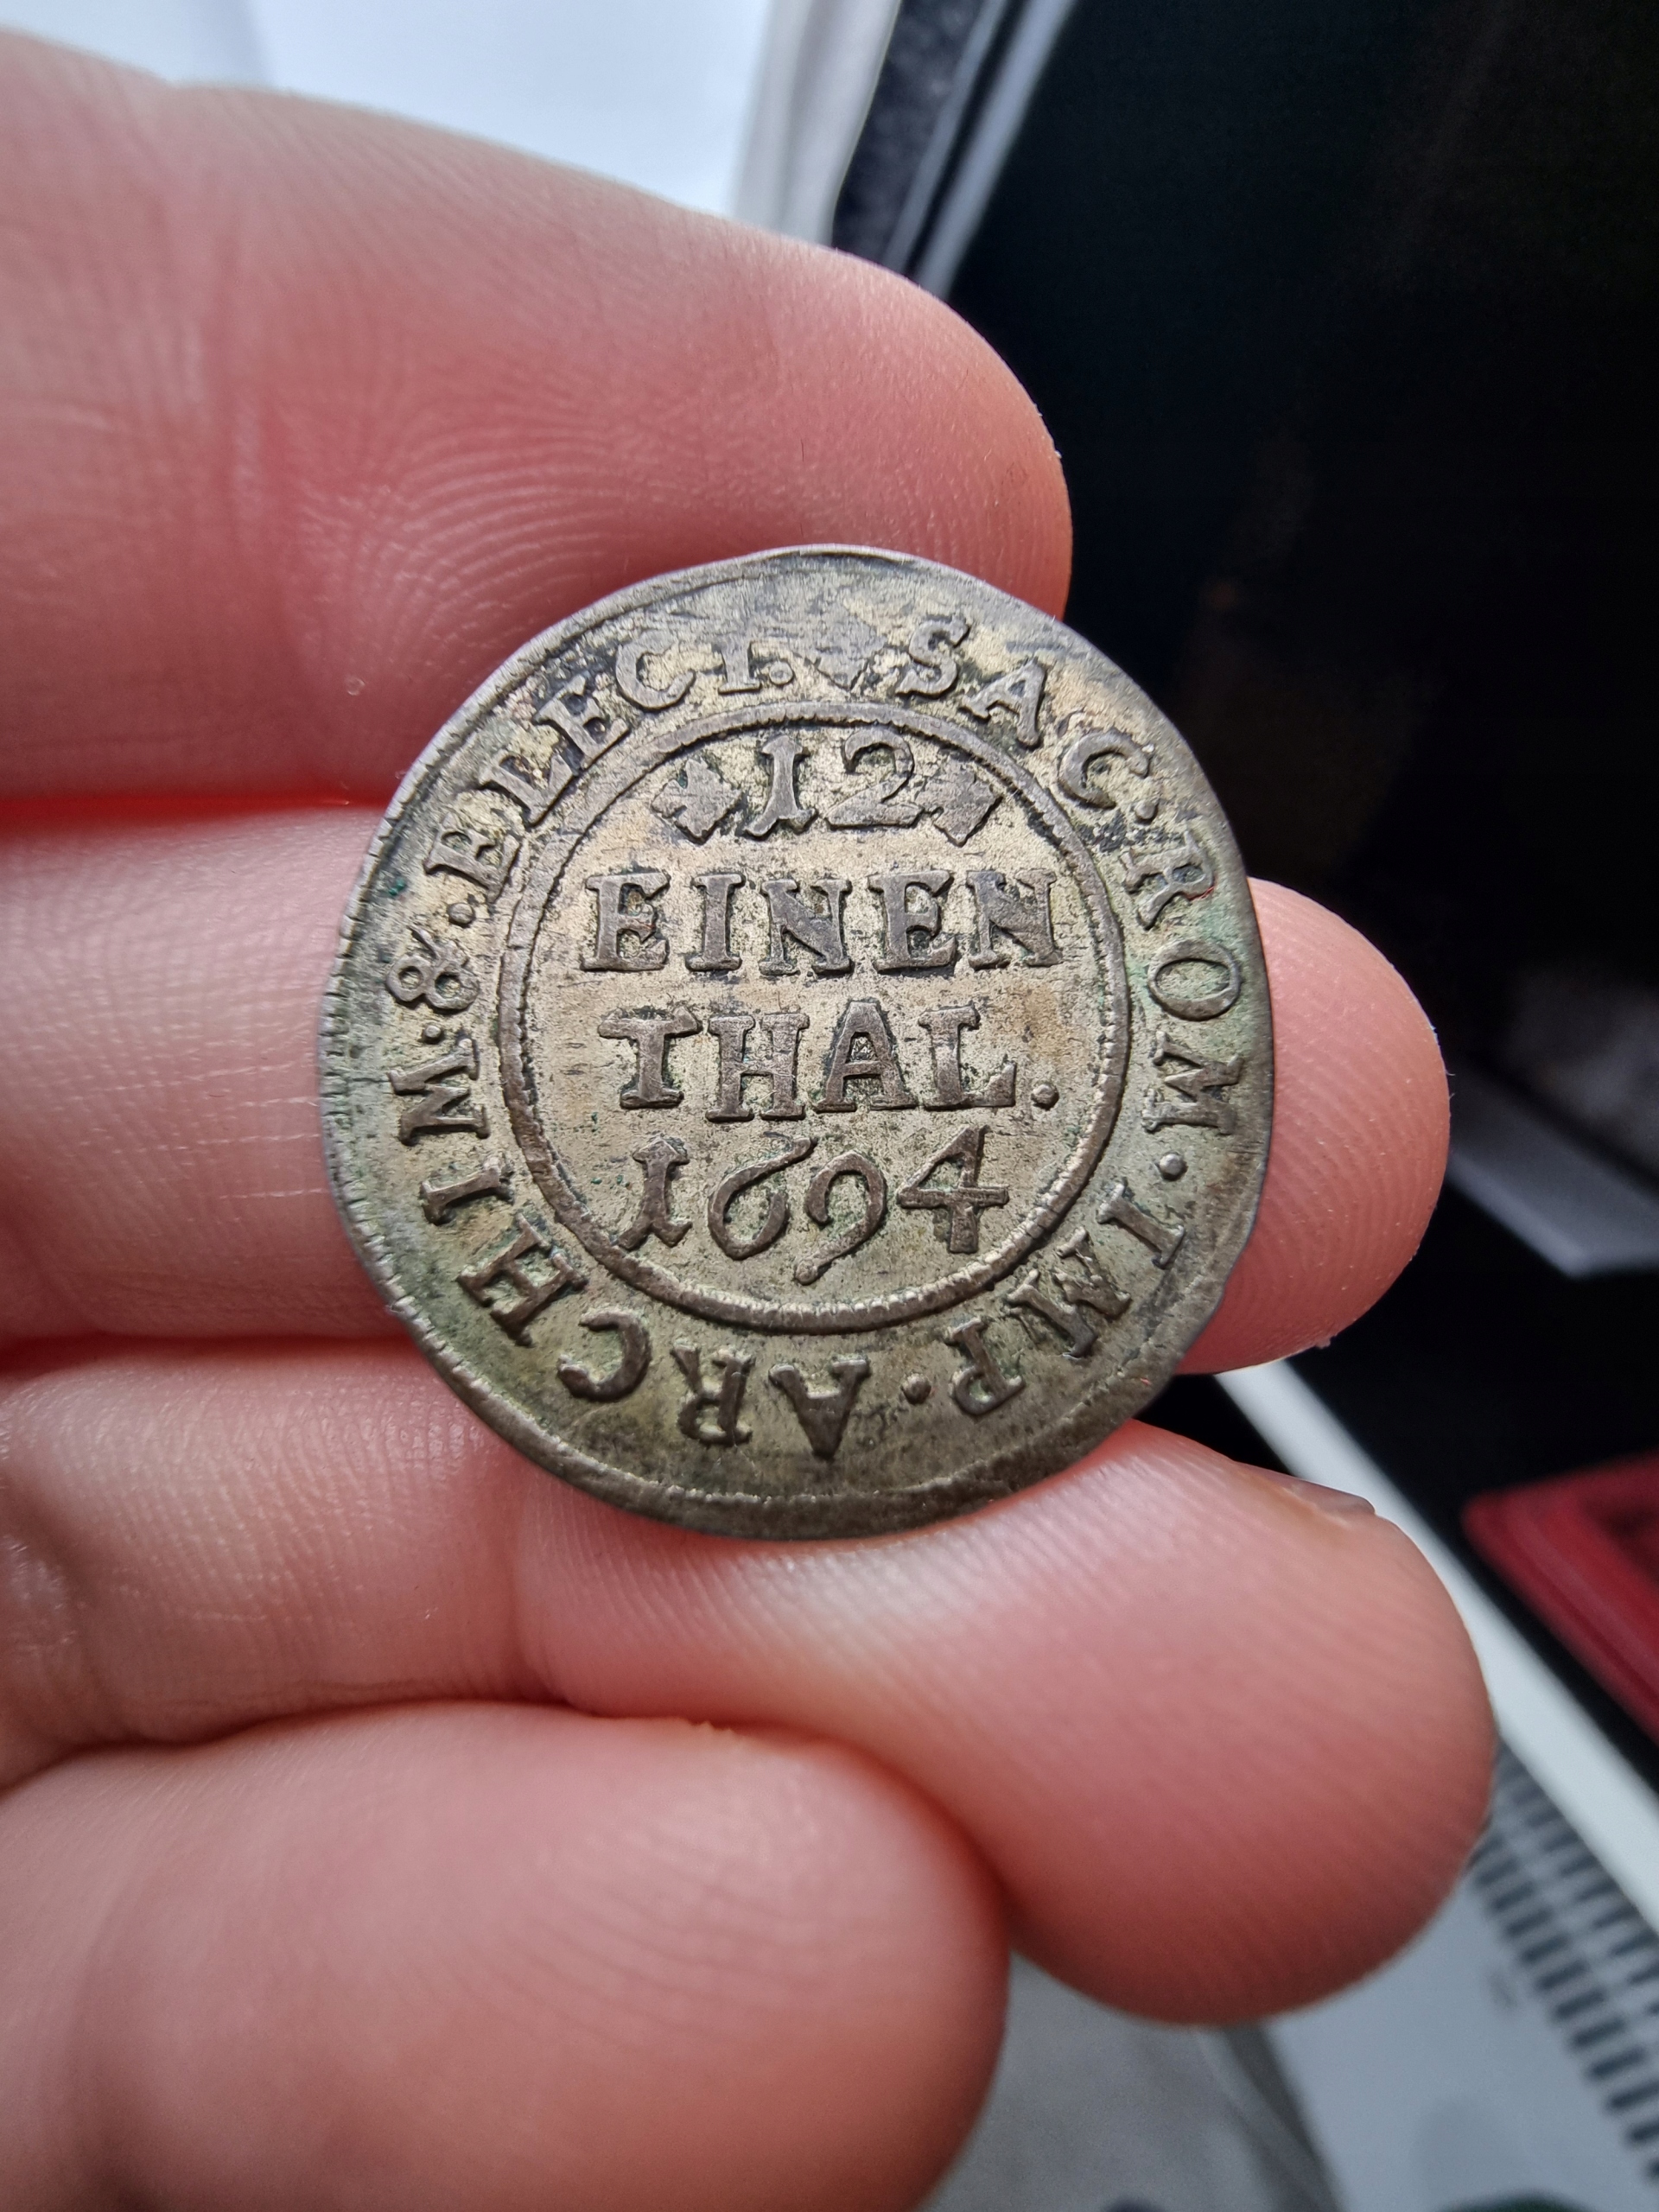 SAC·ROM·IMP·ARCHIM·&·ELECT·
12
EINEN
THAL.
1694